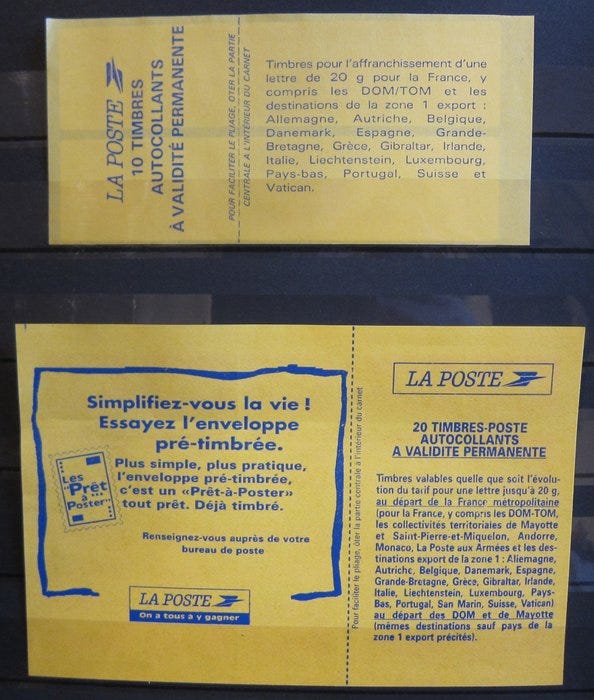 LA POSTE
10 TIMBRES
AUTOCOLLANTS
À VALIDITÉ PERMANENTE
POUR FACILITER LE PLIAGE, ÔTER LA PARTIE
CENTRALE A L'INTÉRIEUR DU CARNET
Timbres pour l'affranchissement d'une
lettre de 20 g pour la France, y
compris les DOM/TOM et les
destinations de la zone 1 export :
Allemagne, Autriche, Belgique,
Danemark, Espagne, Grande-
Bretagne, Grèce, Gibraltar, Irlande,
Italie, Liechtenstein, Luxembourg,
Pays-bas, Portugal, Suisse et
Vatican.
Simplifiez-vous la vie !
Essayez l'enveloppe
pré-timbrée.
Plus simple, plus pratique,
l'enveloppe pré-timbrée,
c'est un «Prêt-à-Poster»
tout prêt. Déjà timbré.
Les
Prêt
à
Poster
Renseignez-vous auprès de votre
bureau de poste
LA POSTE
On a tous à y gagner
Pour faciliter le pliage, ôter la partie centrale à l'intérieur du carnet
LA POSTE
20 TIMBRES-POSTE
AUTOCOLLANTS
A VALIDITE PERMANENTE
Timbres valables quelle que soit l'évolu-
tion du tarif pour une lettre jusqu'à 20 g,
au départ de la France métropolitaine
(pour la France, y compris les DOM-TOM,
les collectivités territoriales de Mayotte
et Saint-Pierre-et-Miquelon, Andorre,
Monaco, La Poste aux Armées et les des-
tinations export de la zone 1 : Allemagne,
Autriche, Belgique, Danemark, Espagne,
Grande-Bretagne, Grèce, Gibraltar, Irlande,
Italie, Liechtenstein, Luxembourg, Pays-
Bas, Portugal, San Marin, Suisse, Vatican)
au départ des DOM et de Mayotte
(mêmes destinations sauf pays de la
zone 1 export précités).